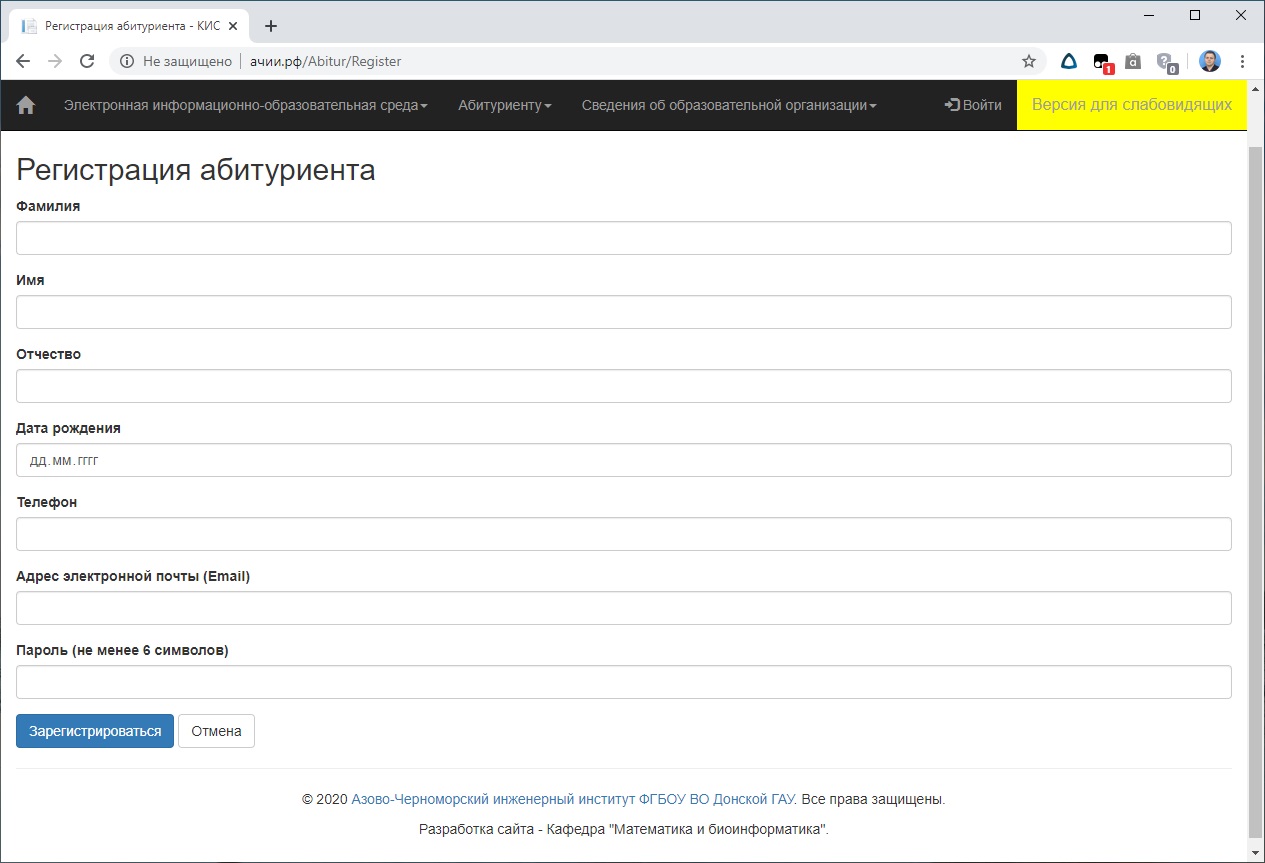 Регистрация абитуриента - КИС
Не защищено | ачии.рф/Abitur/Register
1
a
?
0
Электронная информационно-образовательная среда Абитуриенту Сведения об образовательной организации Войти Версия для слабовидящих
Регистрация абитуриента
Фамилия
Имя
Отчество
Дата рождения
дд.мм.гггг
Телефон
Адрес электронной почты (Email)
Пароль (не менее 6 символов)
Зарегистрироваться Отмена
© 2020 Азово-Черноморский инженерный институт ФГБОУ ВО Донской ГАУ. Все права защищены.
Разработка сайта - Кафедра "Математика и биоинформатика".